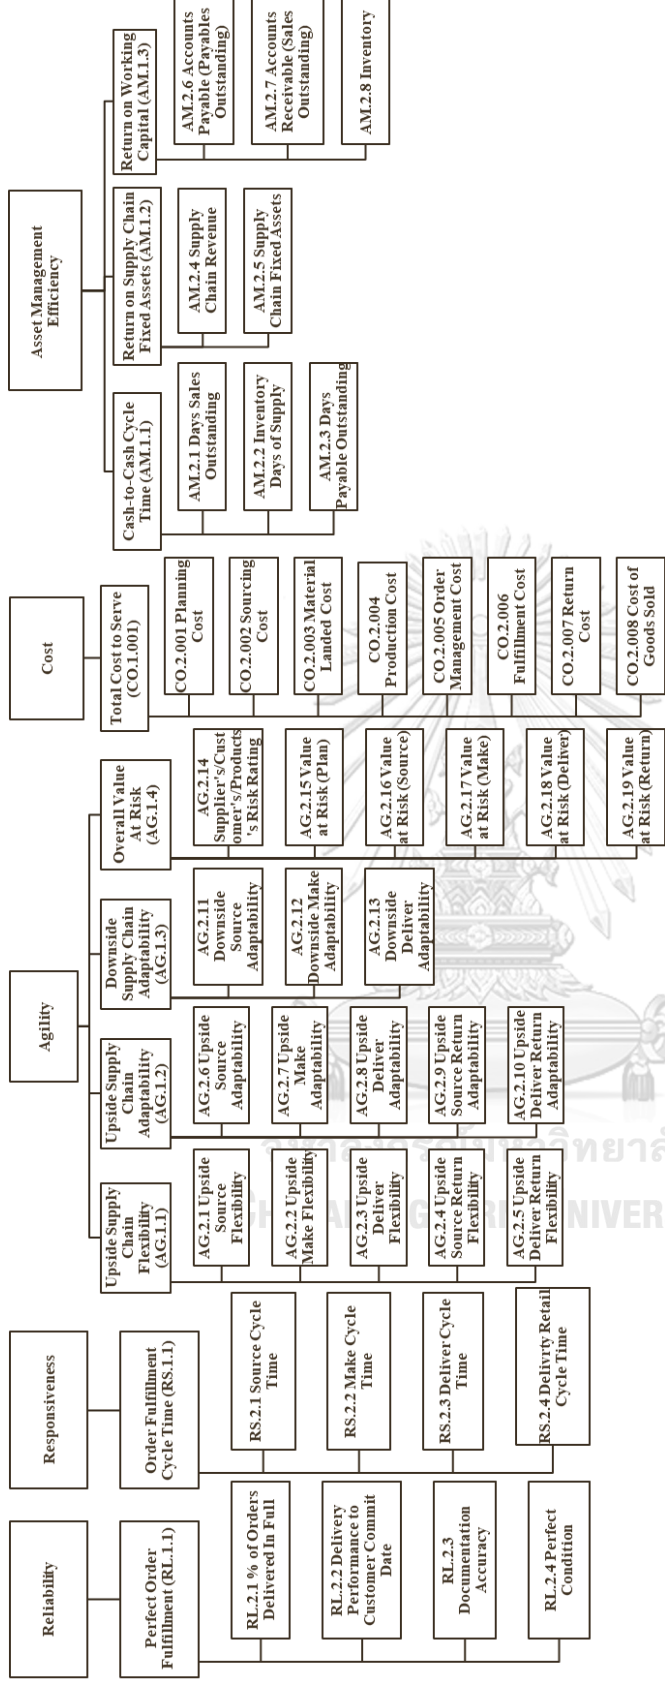 Reliability
Perfect Order
Fulfillment (RL.1.1)
RL.2.1 % of Orders
Delivered In Full
RL.2.2 Delivery
Performance to
Customer Commit
Date
RL.2.3
Documentation
Accuracy
RL.2.4 Perfect
Condition
Responsiveness
Order Fulfillment
Cycle Time (RS.1.1)
RS.2.1 Source Cycle
Time
RS.2.2 Make Cycle
Time
RS.2.3 Deliver Cycle
Time
RS.2.4 Delivrty Retail
Cycle Time
Agility
Upside Supply
Chain
Flexibility
(AG.1.1)
AG.2.1 Upside
Source
Flexibility
AG.2.2 Upside
Make Flexibility
AG.2.3 Upside
Deliver
Flexibility
AG.2.4 Upside
Source Return
Flexibility
AG.2.5 Upside
Deliver Return
Flexibility
Upside Supply
Chain
Adaptability
(AG.1.2)
AG.2.6 Upside
Source
Adaptability
AG.2.7 Upside
Make
Adaptability
AG.2.8 Upside
Deliver
Adaptability
AG.2.9 Upside
Source Return
Adaptability
AG.2.10 Upside
Deliver Return
Adaptability
Downside
Supply Chain
Adaptability
(AG.1.3)
AG.2.11
Downside
Source
Adaptability
AG.2.12
Downside Make
Adaptability
AG.2.13
Downside
Deliver
Adaptability
Overall Value
At Risk
(AG.1.4)
AG.2.14
Supplier's/Cust
omer's/Products
's Risk Rating
AG.2.15 Value
at Risk (Plan)
AG.2.16 Value
at Risk (Source)
AG.2.17 Value
at Risk (Make)
AG.2.18 Value
at Risk (Deliver)
AG.2.19 Value
at Risk (Return)
Cost
Total Cost to Serve
(CO.1.001)
CO.2.001 Planning
Cost
CO.2.002 Sourcing
Cost
CO.2.003 Material
Landed Cost
CO.2.004
Production Cost
CO.2.005 Order
Management Cost
CO.2.006
Fulfillment Cost
CO.2.007 Return
Cost
CO.2.008 Cost of
Goods Sold
Asset Management
Efficiency
Cash-to-Cash Cycle
Time (AM.1.1)
AM.2.1 Days Sales
Outstanding
AM.2.2 Inventory
Days of Supply
AM.2.3 Days
Payable Outstanding
Return on Supply Chain
Fixed Assets (AM.1.2)
AM.2.4 Supply
Chain Revenue
AM.2.5 Supply
Chain Fixed Assets
Return on Working
Capital (AM.1.3)
AM.2.6 Accounts
Payable (Payables
Outstanding)
AM.2.7 Accounts
Receivable (Sales
Outstanding)
AM.2.8 Inventory